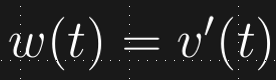 w(t) = v′(t)